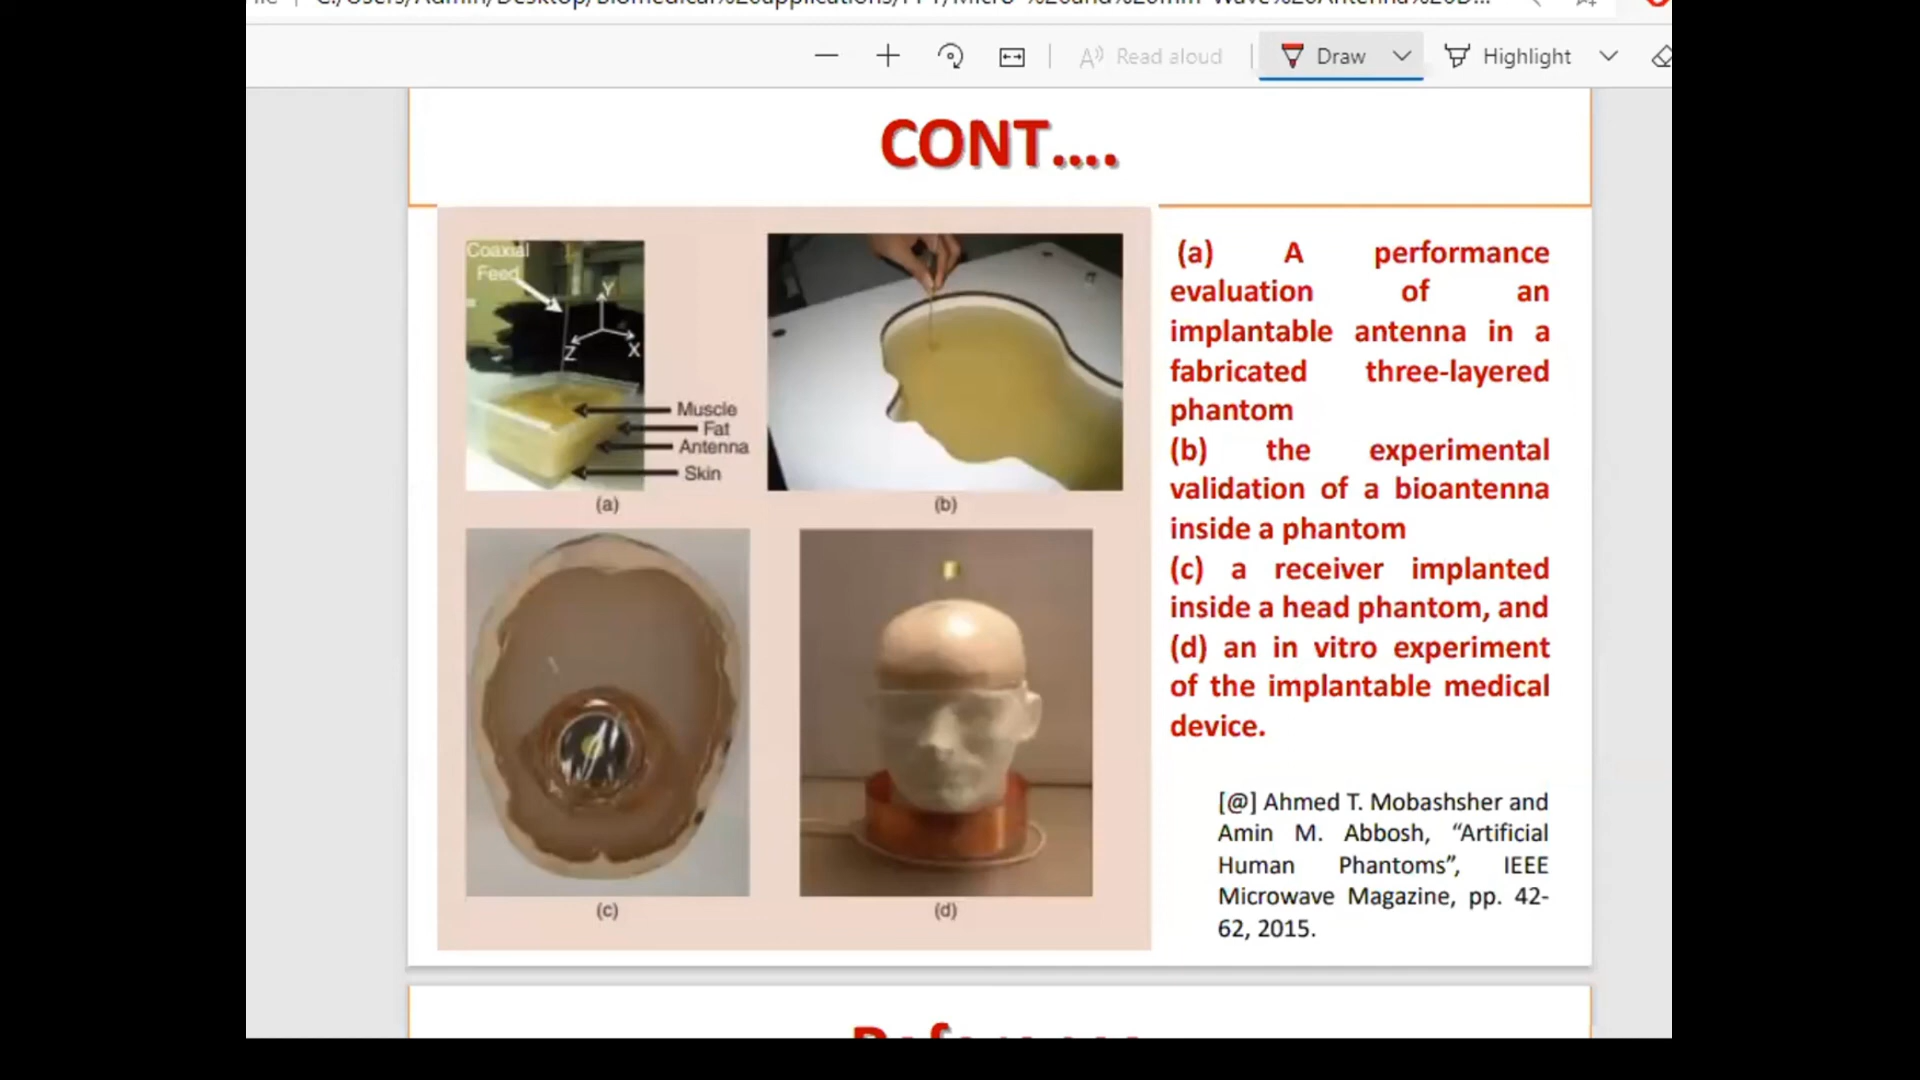 Read aloud
Draw
Highlight
CONT....
Coaxial
Feed
Y
Z
X
Muscle
Fat
Antenna
Skin
(a)
(b)
(c)
(d)
(a) A performance
evaluation of an
implantable antenna in a
fabricated three-layered
phantom
(b) the experimental
validation of a bioantenna
inside a phantom
(c) a receiver implanted
inside a head phantom, and
(d) an in vitro experiment
of the implantable medical
device.
[@] Ahmed T. Mobashsher and
Amin M. Abbosh, “Artificial
Human Phantoms”, IEEE
Microwave Magazine, pp. 42-
62, 2015.